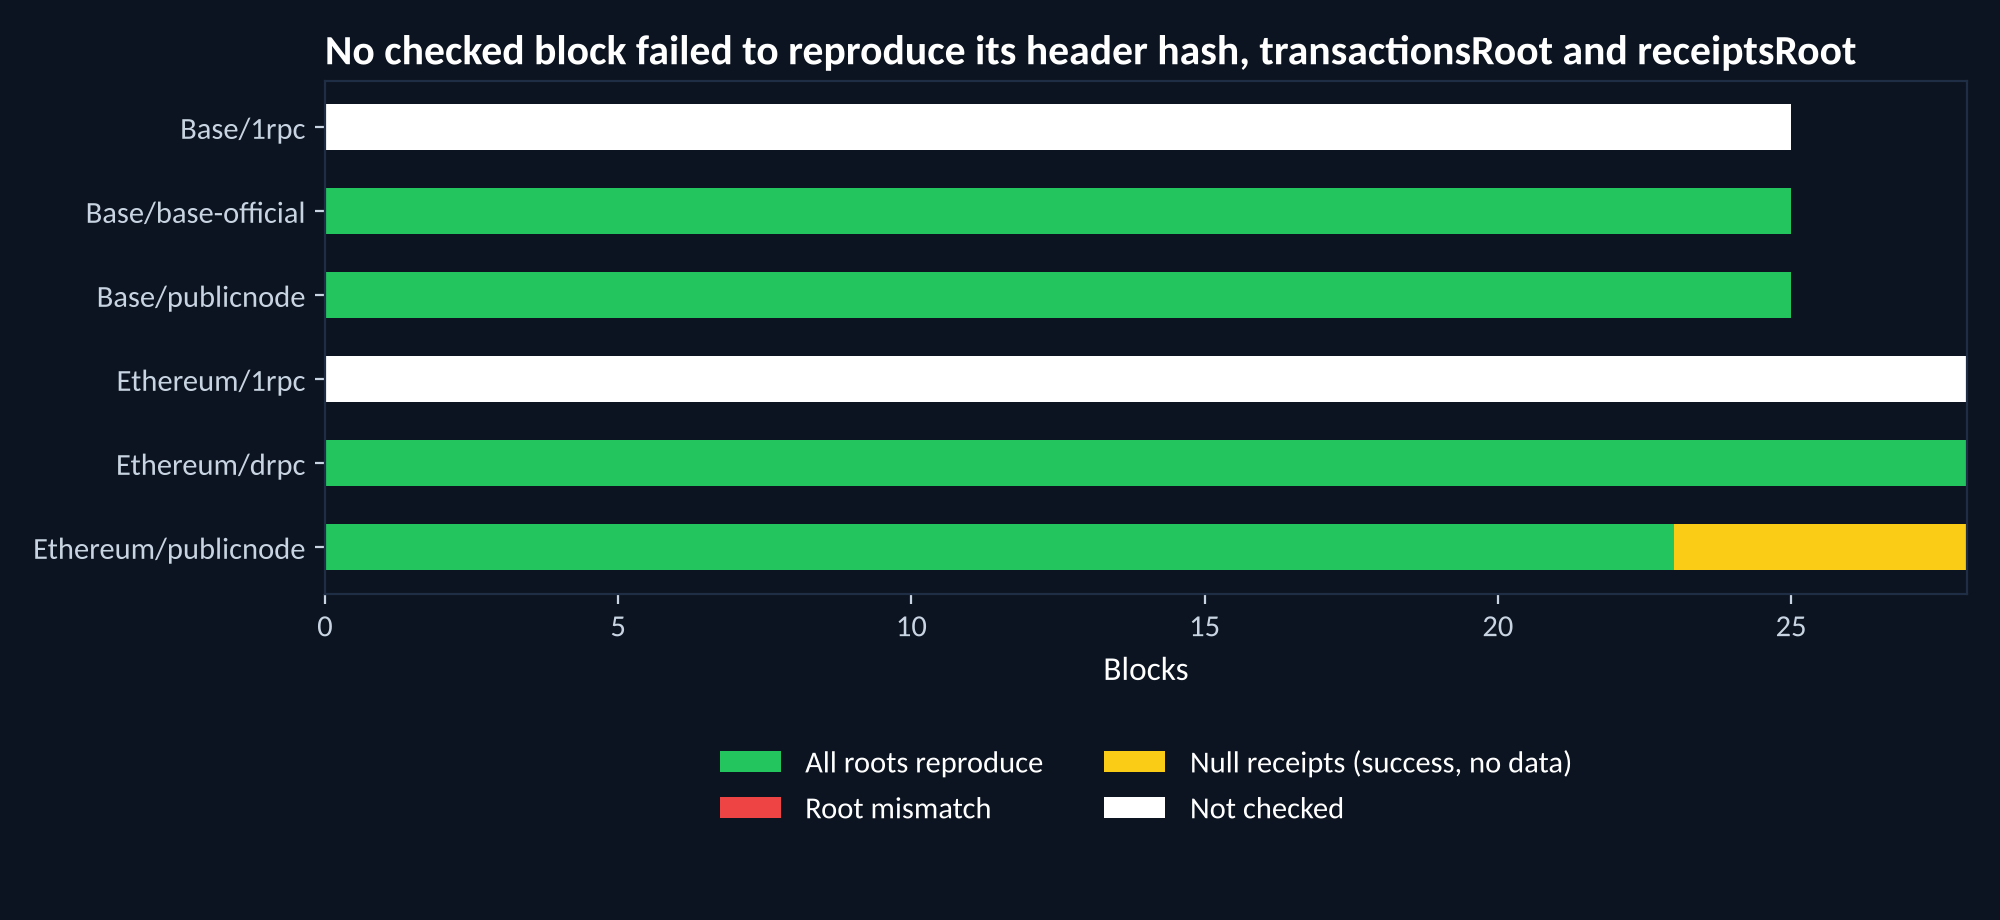 No checked block failed to reproduce its header hash, transactionsRoot and receiptsRoot
Base/1rpc
Base/base-official
Base/publicnode
Ethereum/1rpc
Ethereum/drpc
Ethereum/publicnode
0 5 10 15 20 25
Blocks
All roots reproduce Null receipts (success, no data)
Root mismatch Not checked